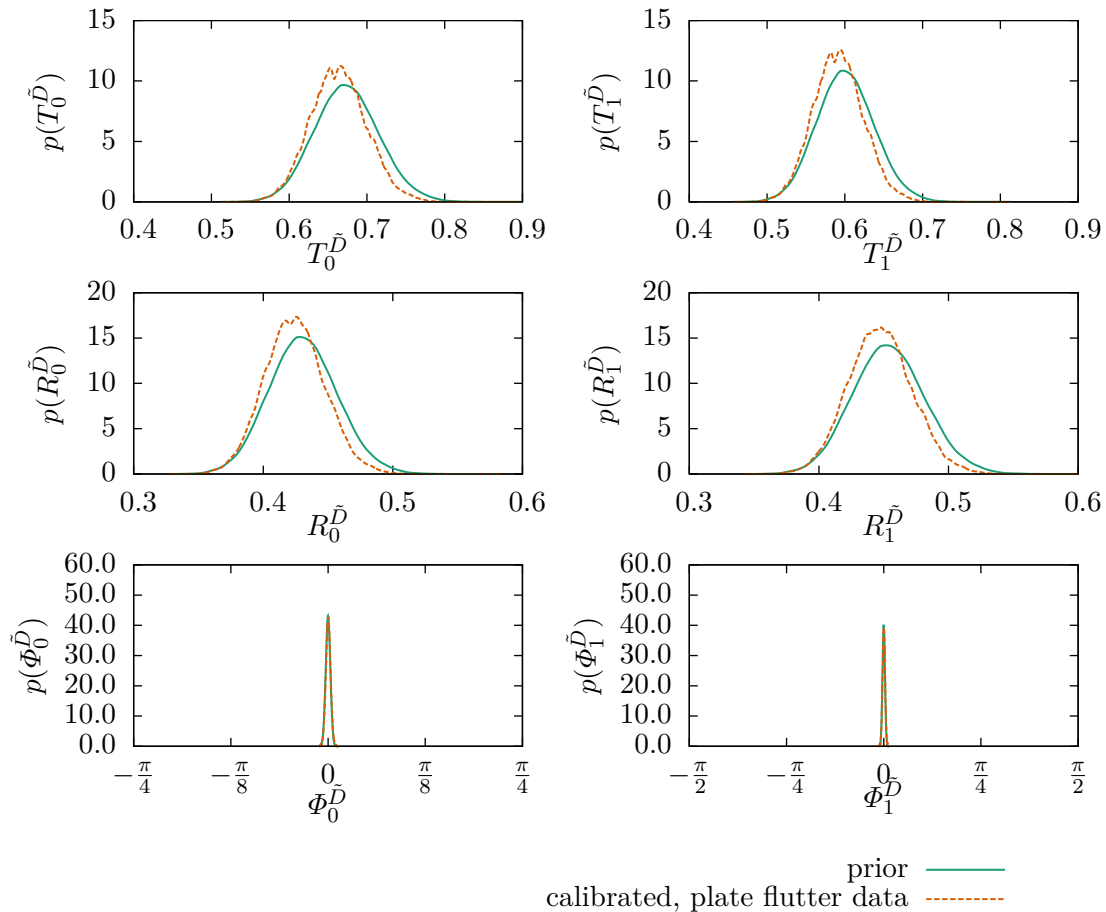 15
10
5
0
p(T_0^D̃)
0.4 0.5 0.6 0.7 0.8 0.9
T_0^D̃
15
10
5
0
p(T_1^D̃)
0.4 0.5 0.6 0.7 0.8 0.9
T_1^D̃
20
15
10
5
0
p(R_0^D̃)
0.3 0.4 0.5 0.6
R_0^D̃
20
15
10
5
0
p(R_1^D̃)
0.3 0.4 0.5 0.6
R_1^D̃
60.0
50.0
40.0
30.0
20.0
10.0
0.0
p(Φ_0^D̃)
−π/4 −π/8 0 π/8 π/4
Φ_0^D̃
60.0
50.0
40.0
30.0
20.0
10.0
0.0
p(Φ_1^D̃)
−π/2 −π/4 0 π/4 π/2
Φ_1^D̃
prior
calibrated, plate flutter data